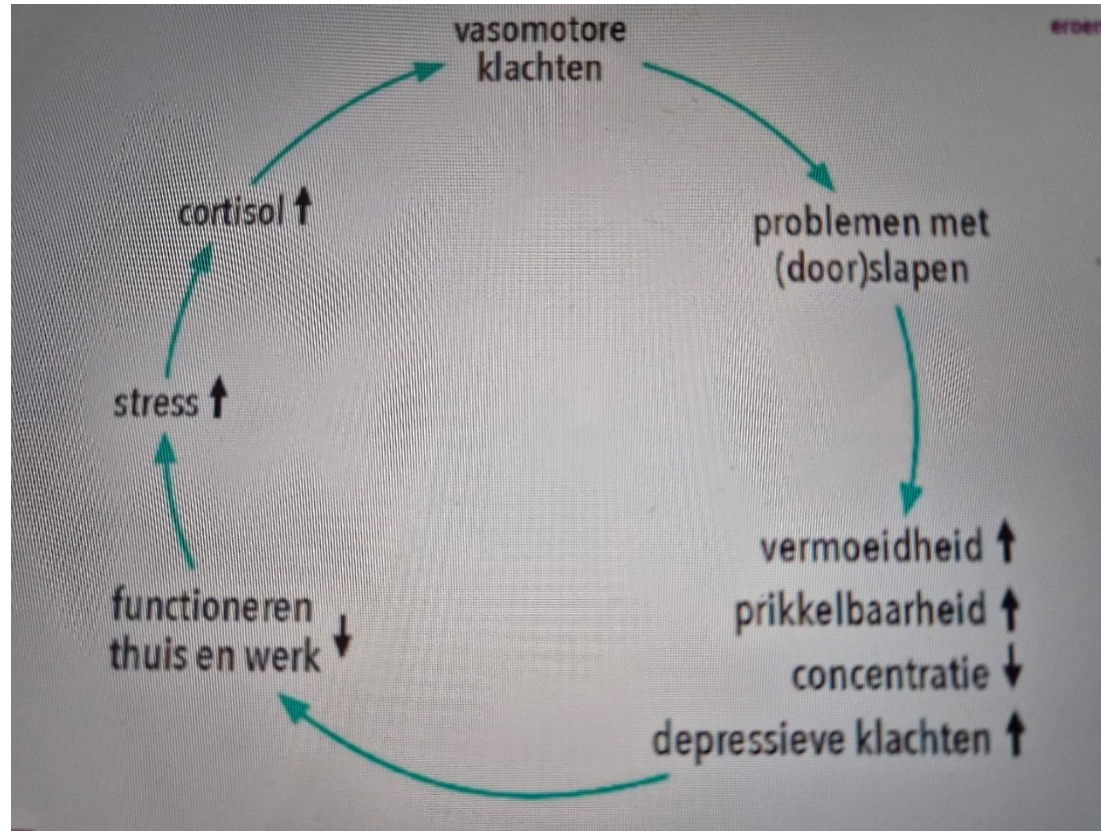 vasomotore
klachten
problemen met
(door)slapen
vermoeidheid ↑
prikkelbaarheid ↑
concentratie ↓
depressieve klachten ↑
functioneren
thuis en werk ↓
stress ↑
cortisol ↑